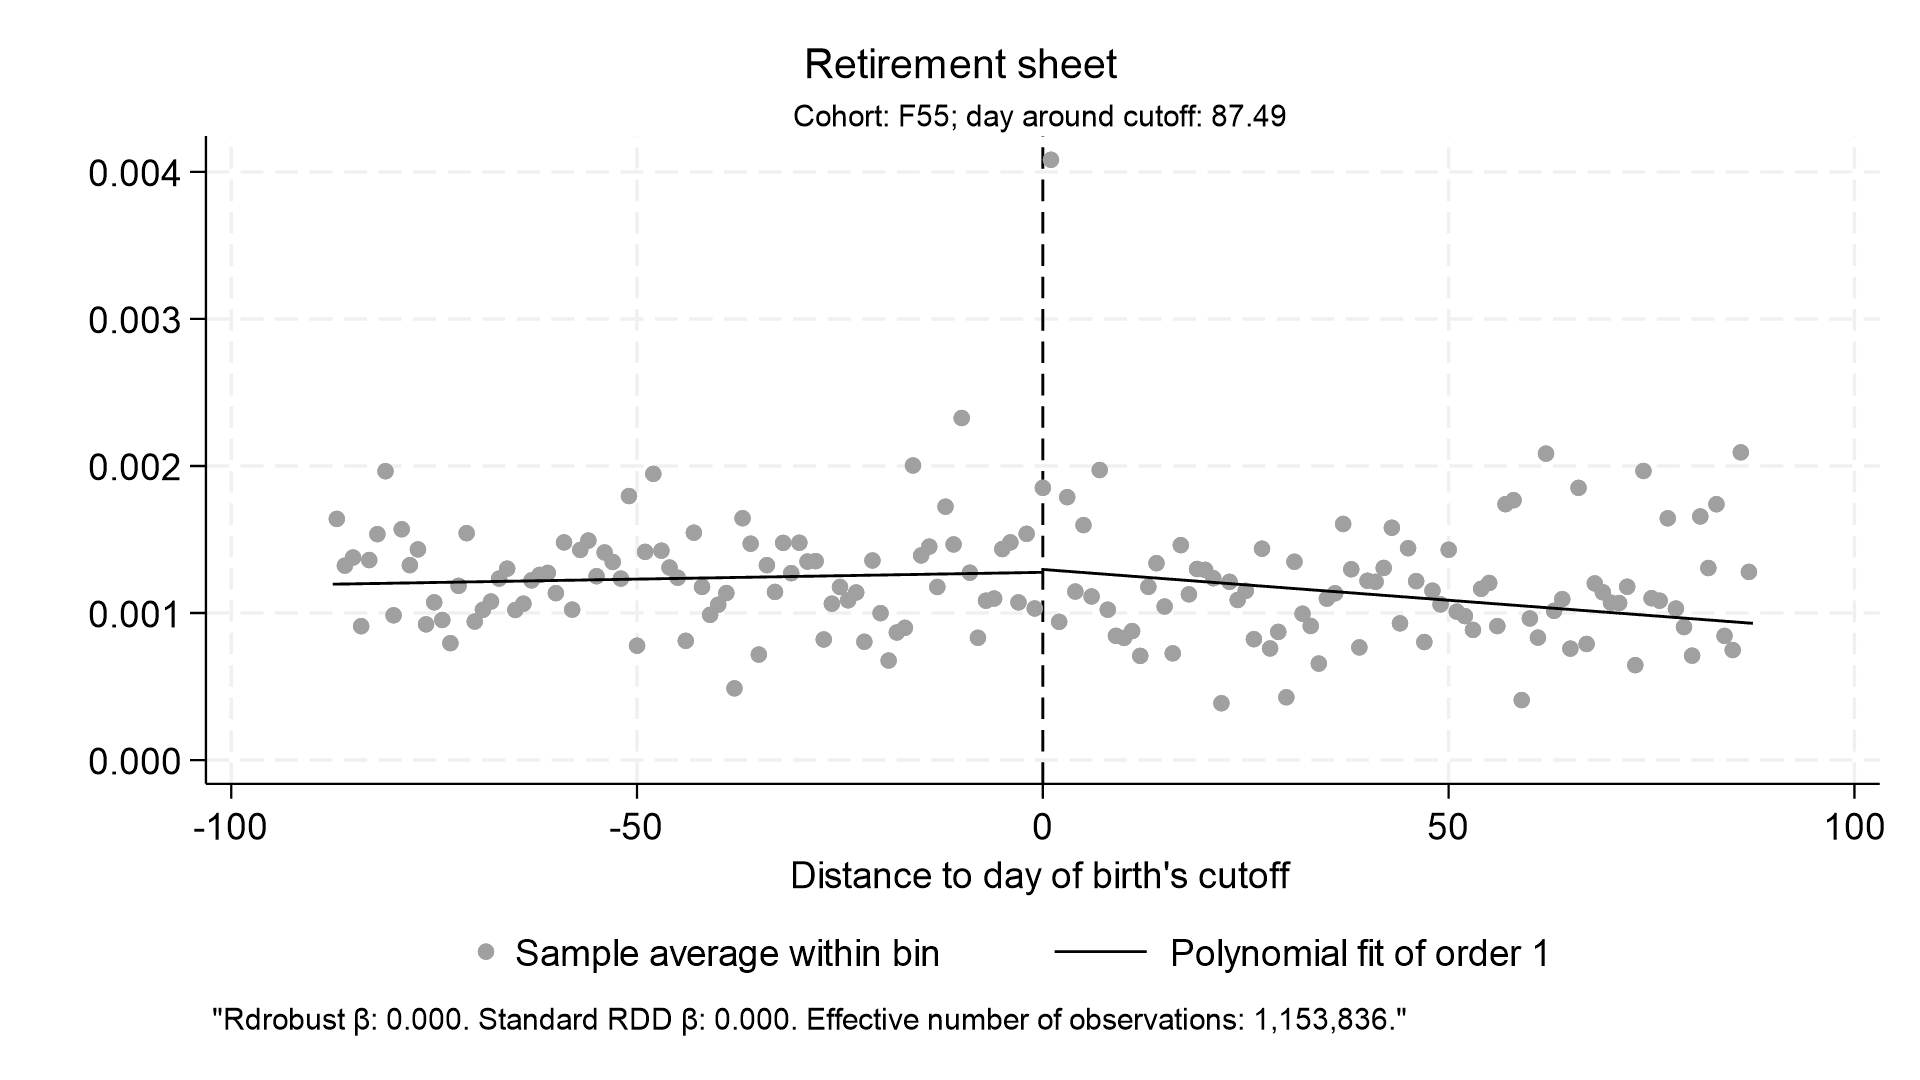 Retirement sheet
Cohort: F55; day around cutoff: 87.49
0.004
0.003
0.002
0.001
0.000
-100 -50 0 50 100
Distance to day of birth's cutoff
Sample average within bin Polynomial fit of order 1
"Rdrobust β: 0.000. Standard RDD β: 0.000. Effective number of observations: 1,153,836."